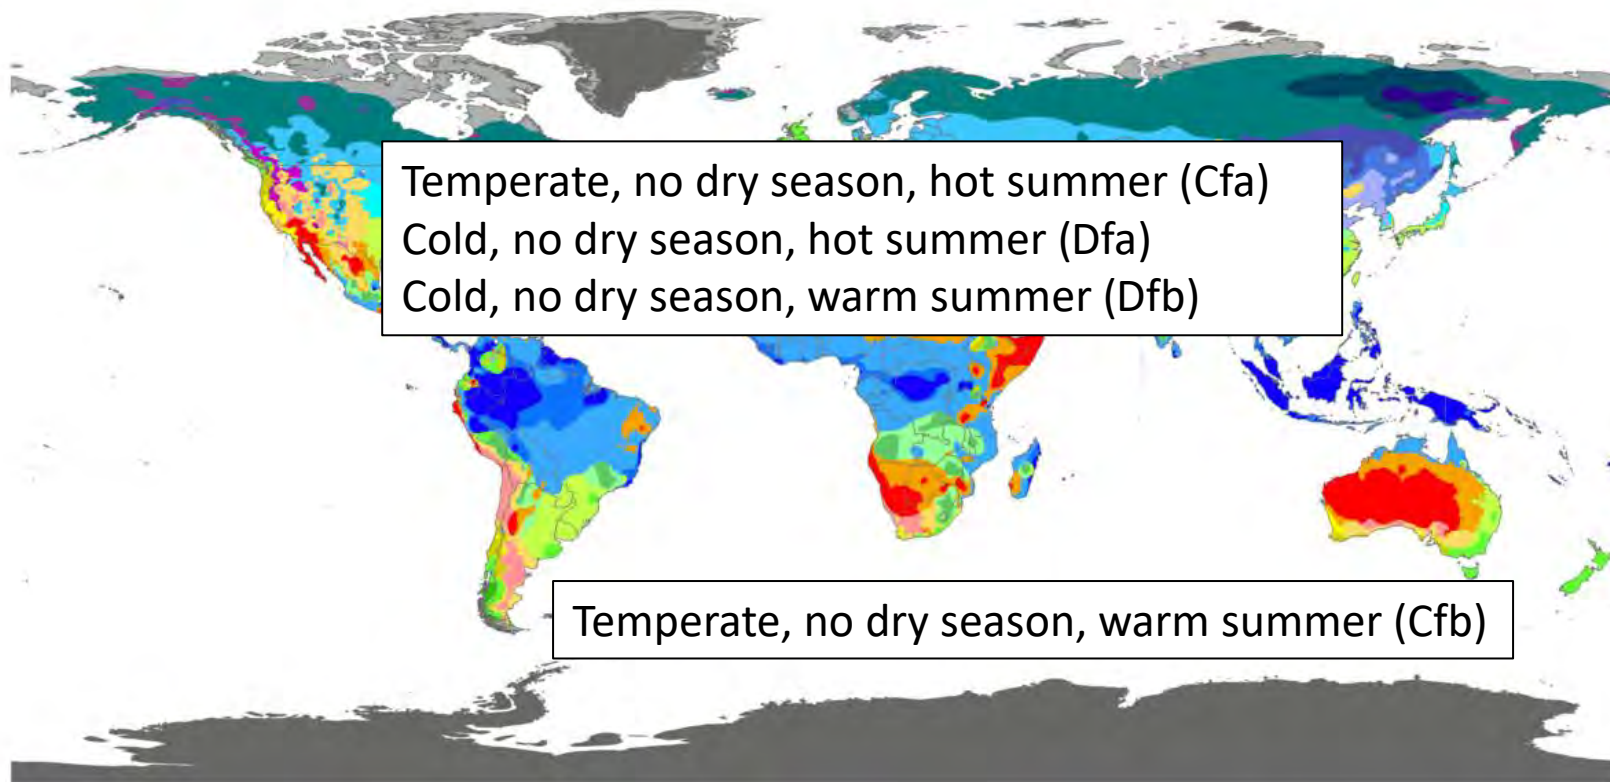 Temperate, no dry season, hot summer (Cfa)
Cold, no dry season, hot summer (Dfa)
Cold, no dry season, warm summer (Dfb)
Temperate, no dry season, warm summer (Cfb)